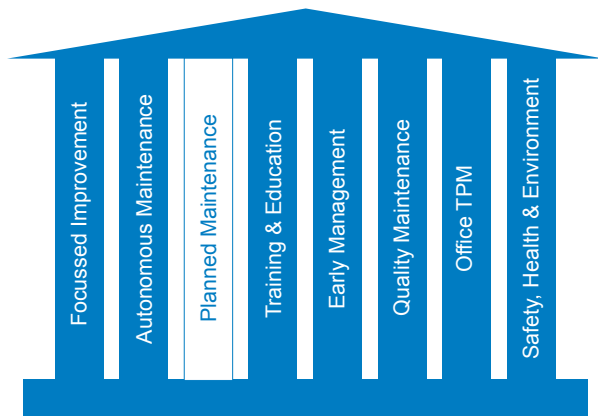 Focussed Improvement
Autonomous Maintenance
Planned Maintenance
Training & Education
Early Management
Quality Maintenance
Office TPM
Safety, Health & Environment